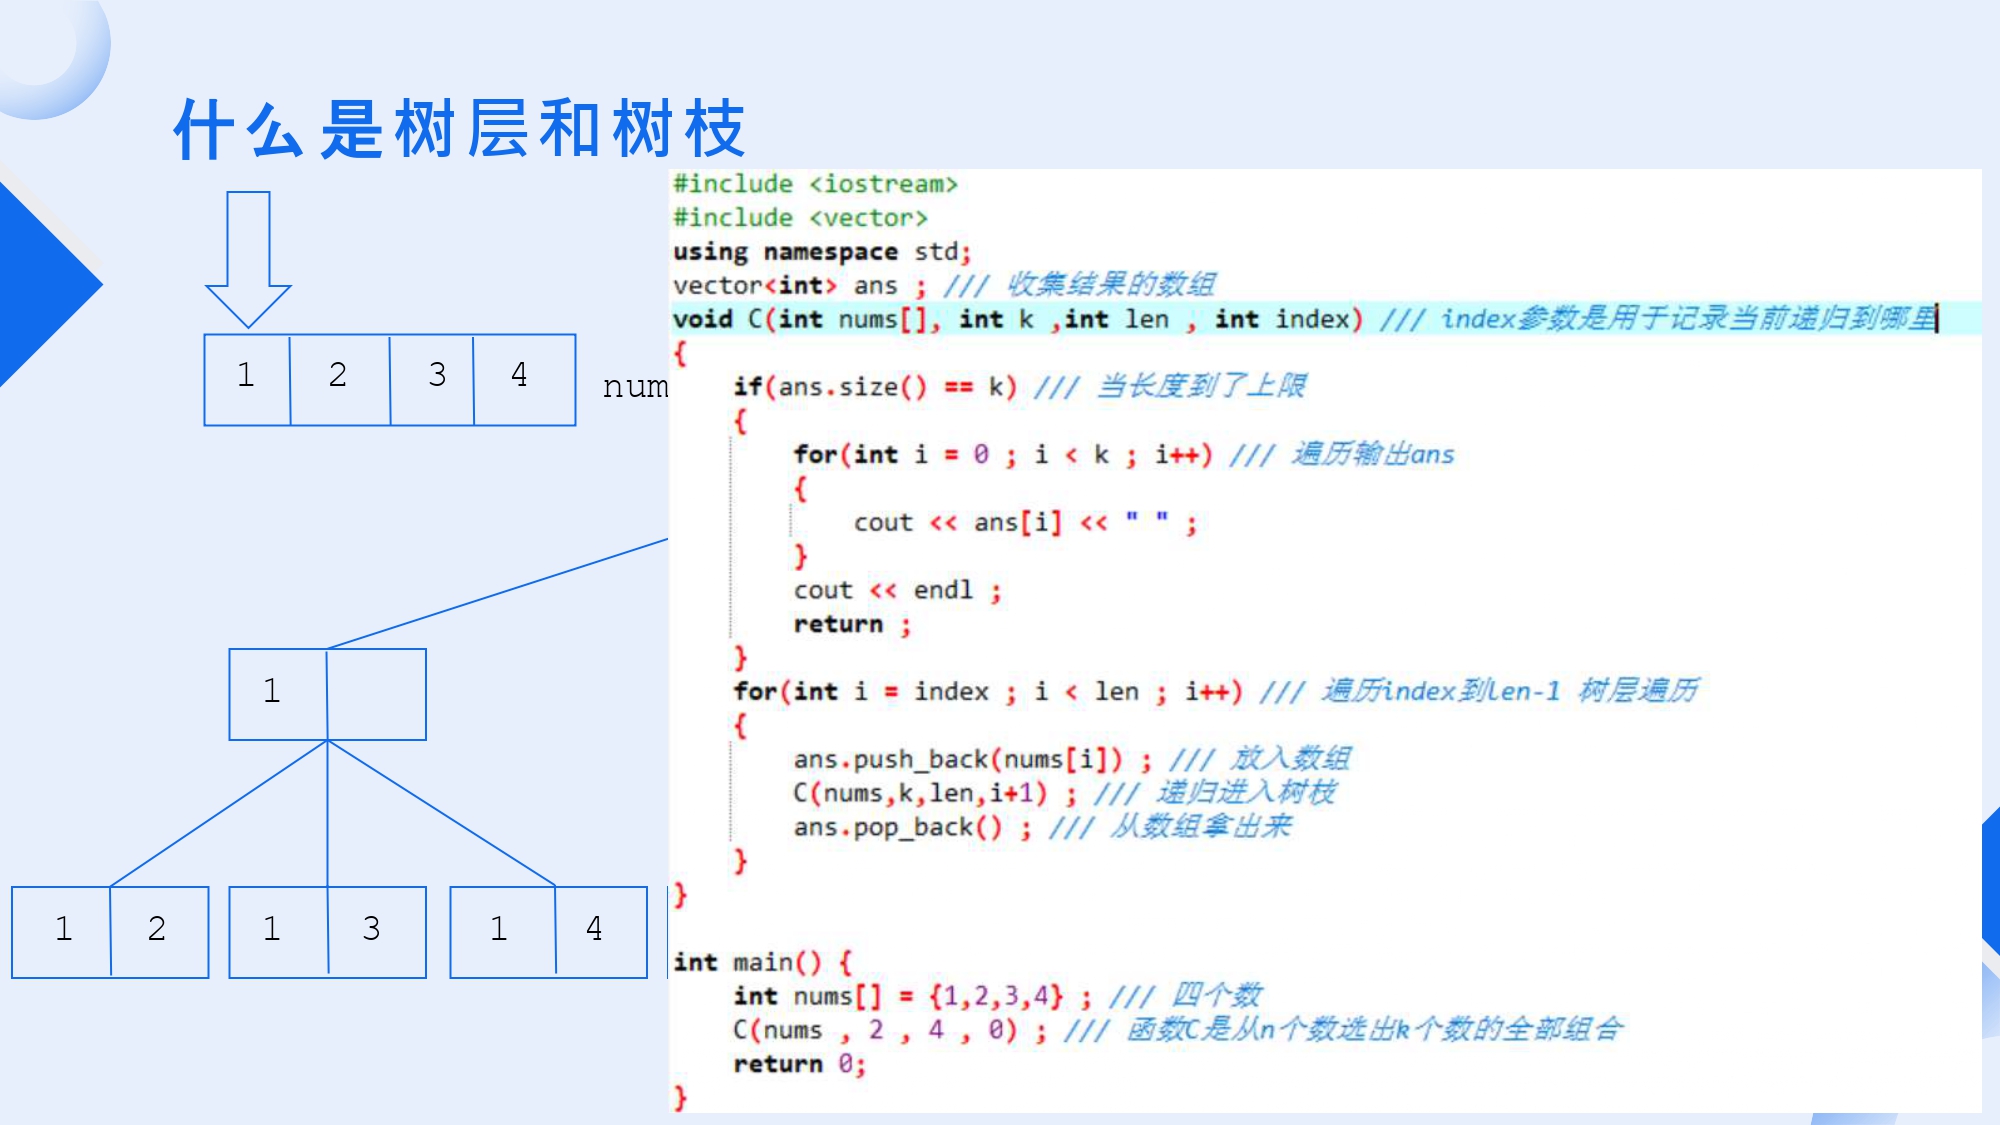 什么是树层和树枝
1 2 3 4
num
1
1 2
1 3
1 4
#include <iostream>
#include <vector>
using namespace std;
vector<int> ans ; /// 收集结果的数组
void C(int nums[], int k ,int len , int index) /// index参数是用于记录当前递归到哪里
{
if(ans.size() == k) /// 当长度到了上限
{
for(int i = 0 ; i < k ; i++) /// 遍历输出ans
{
cout << ans[i] << " " ;
}
cout << endl ;
return ;
}
for(int i = index ; i < len ; i++) /// 遍历index到len-1 树层遍历
{
ans.push_back(nums[i]) ; /// 放入数组
C(nums,k,len,i+1) ; /// 递归进入树枝
ans.pop_back() ; /// 从数组拿出来
}
}
int main() {
int nums[] = {1,2,3,4} ; /// 四个数
C(nums , 2 , 4 , 0) ; /// 函数C是从n个数选出k个数的全部组合
return 0;
}